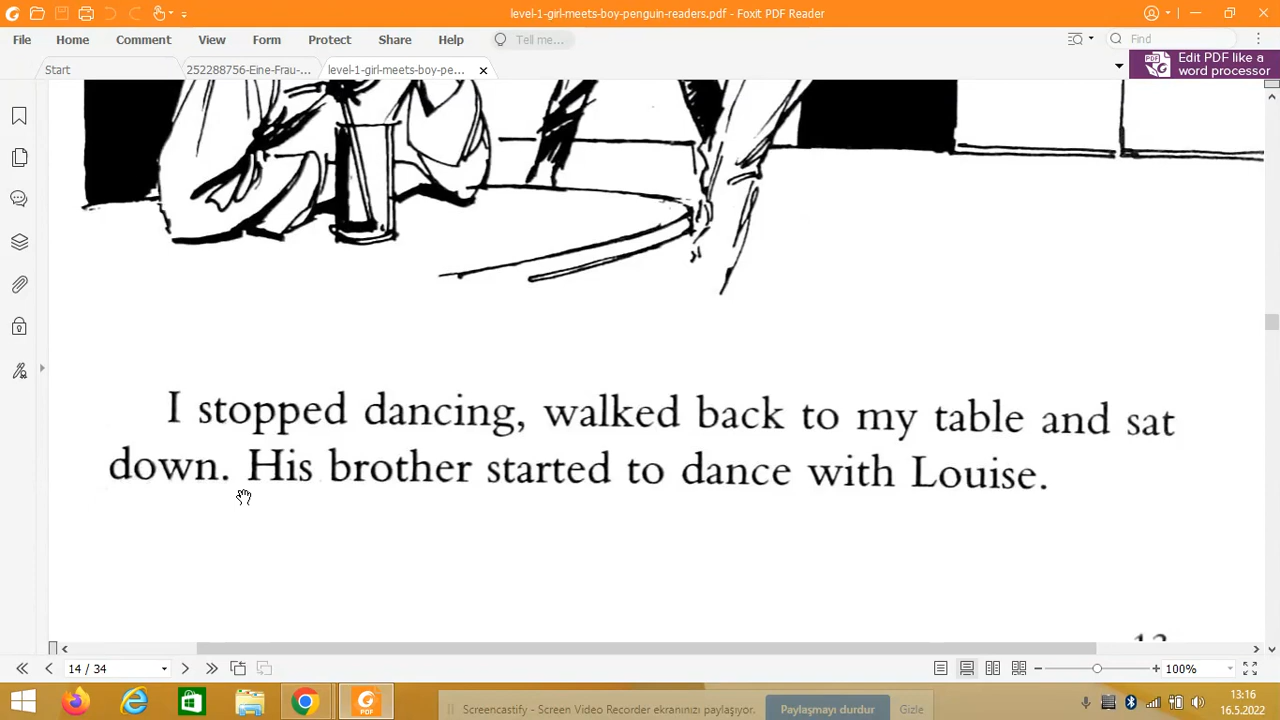 level-1-girl-meets-boy-penguin-readers.pdf - Foxit PDF Reader
File Home Comment View Form Protect Share Help Tell me... Find
Start 252288756-Eine-Frau-... level-1-girl-meets-boy-pe... Edit PDF like a
word processor
I stopped dancing, walked back to my table and sat
down. His brother started to dance with Louise.
14 / 34 100%
Screencastify - Screen Video Recorder ekranınızı paylaşıyor. Paylaşmayı durdur Gizle
13:16
16.5.2022